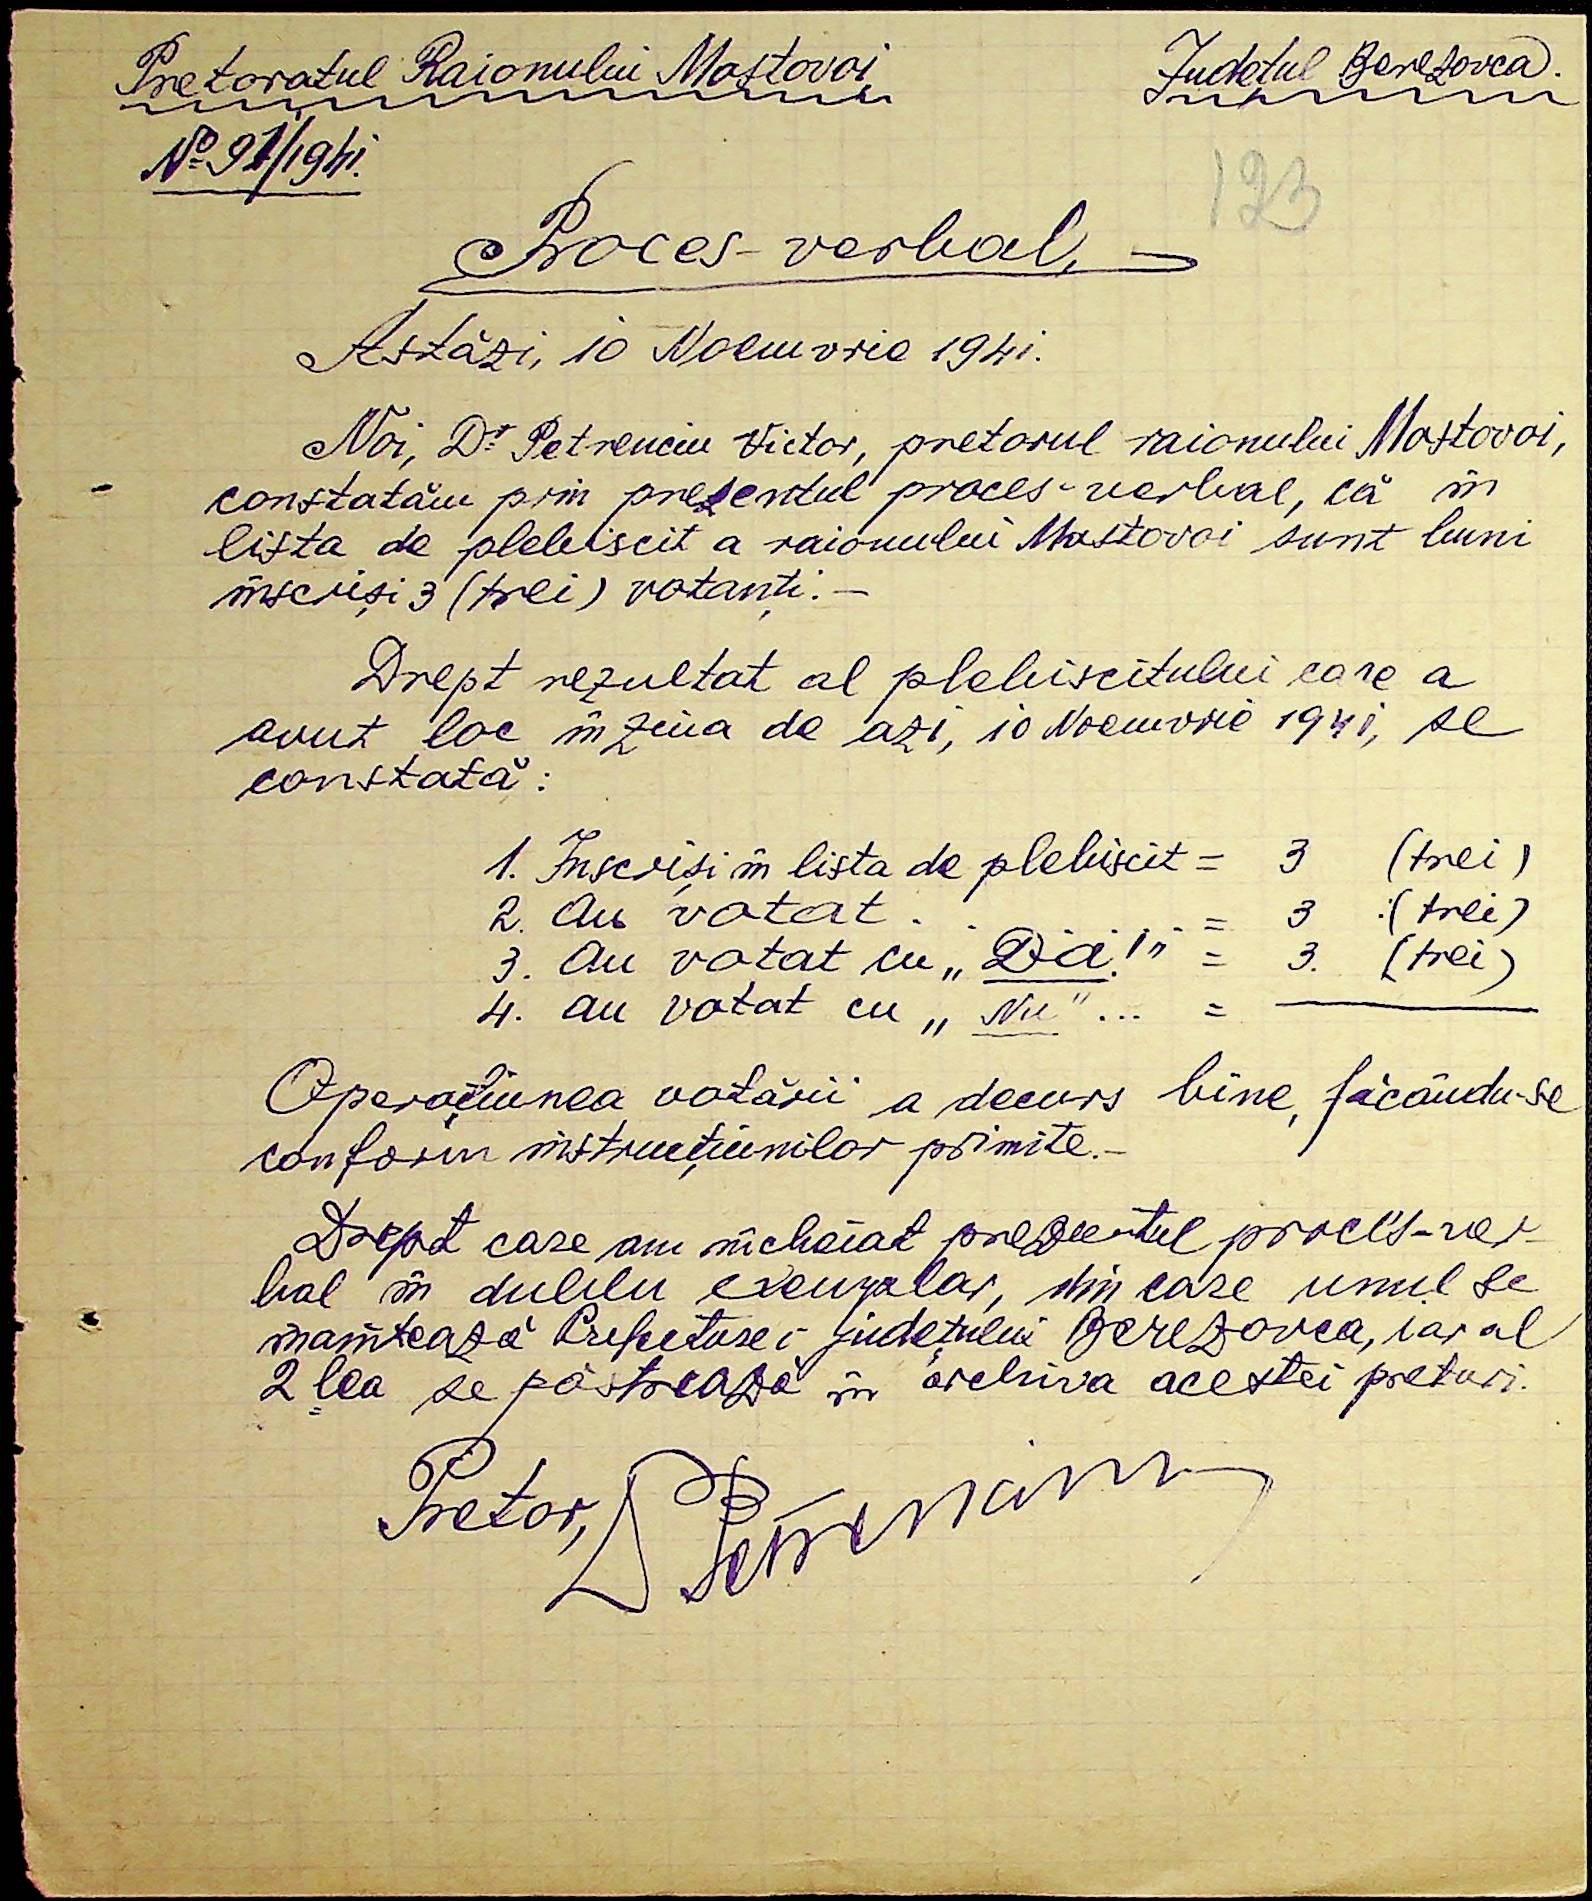 Pretoratul Raionului Mostovoi
Județul Berezovca.
No 91/1941.
123
Proces-verbal,
Astăzi, 10 Noemvrie 1941.
Noi, Dr Petrenciu Victor, pretorul raionului Mostovoi,
constatăm prin prezentul proces-verbal, că în
lista de plebiscit a raionului Mostovoi sunt buni
înscriși 3 (trei) votanți.-
Drept rezultat al plebiscitului care a
avut loc în ziua de azi, 10 Noemvrie 1941, se
constată:
1. Inscriși în lista de plebiscit = 3 (trei)
2. Au votat . . . = 3 (trei)
3. Au votat cu „Da!" = 3. (trei)
4. au votat cu „Nu"... = —
Operațiunea votării a decurs bine, făcându-se
conform instrucțiunilor primite.-
Drept care am încheiat prezentul proces-ver-
bal în dublu exemplar, din care unul se
înaintează Prefecturei județului Berezovca, iar al
2 lea se păstrează în archiva acestei preturi.
Pretor,